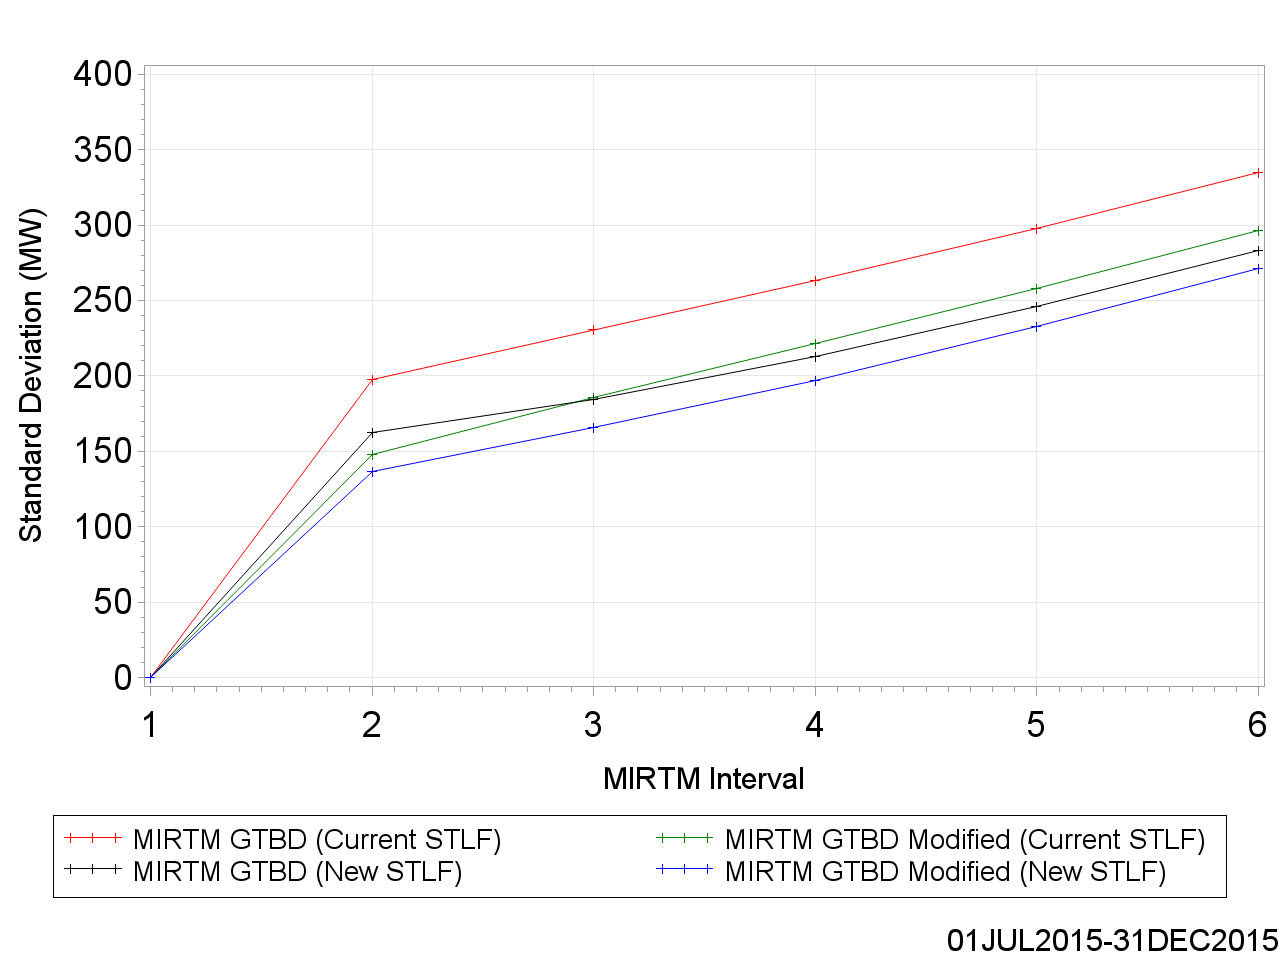 400
350
300
250
200
150
100
50
0
Standard Deviation (MW)
1 2 3 4 5 6
MIRTM Interval
MIRTM GTBD (Current STLF) MIRTM GTBD Modified (Current STLF)
MIRTM GTBD (New STLF) MIRTM GTBD Modified (New STLF)
01JUL2015-31DEC2015